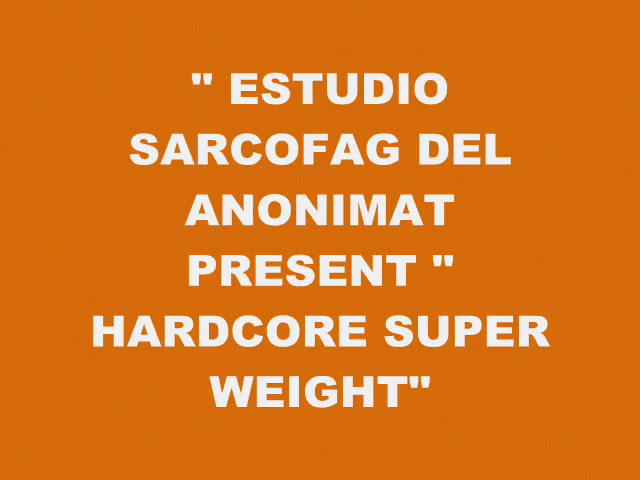 " ESTUDIO
SARCOFAG DEL
ANONIMAT
PRESENT "
HARDCORE SUPER
WEIGHT"